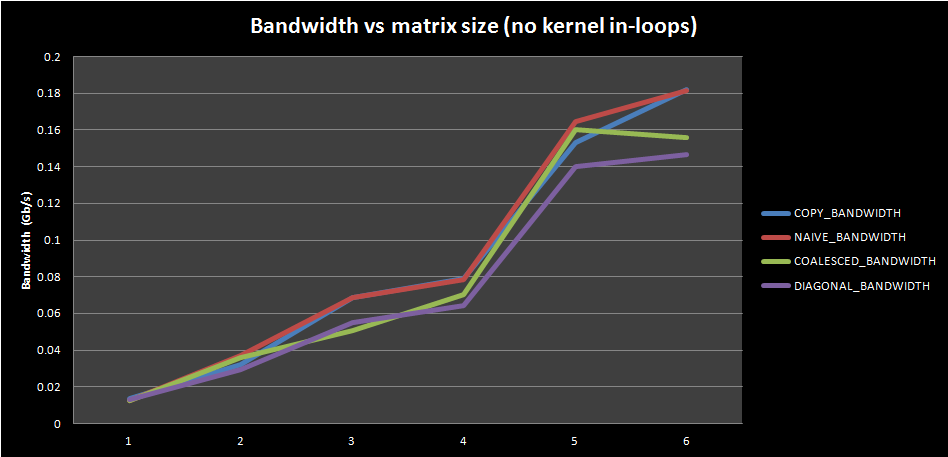 Bandwidth vs matrix size (no kernel in-loops)
0.2
0.18
0.16
0.14
0.12
0.1
0.08
0.06
0.04
0.02
0
Bandwidth (Gb/s)
1 2 3 4 5 6
COPY_BANDWIDTH
NAIVE_BANDWIDTH
COALESCED_BANDWIDTH
DIAGONAL_BANDWIDTH